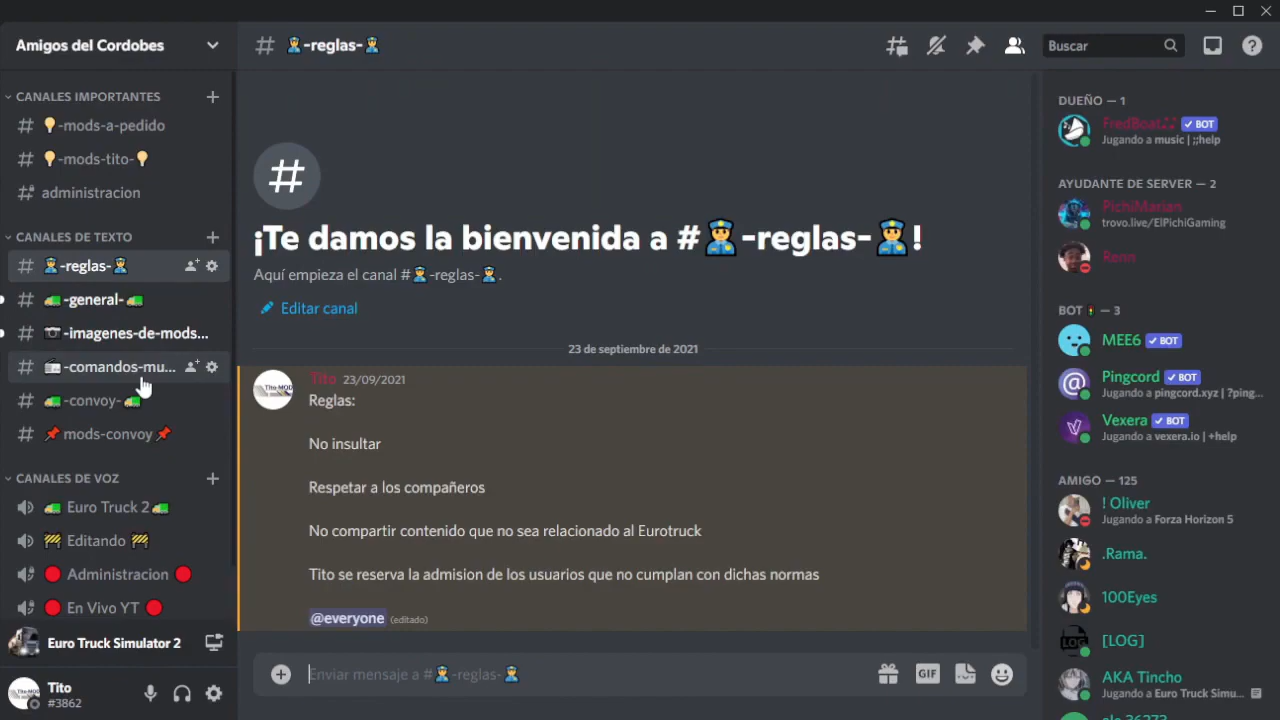 Amigos del Cordobes
CANALES IMPORTANTES
-mods-a-pedido
-mods-tito-
administracion
CANALES DE TEXTO
-reglas-
-general-
-imagenes-de-mods...
-comandos-mu...
-convoy-
mods-convoy
CANALES DE VOZ
Euro Truck 2
Editando
Administracion
En Vivo YT
Euro Truck Simulator 2
Tito
#3862
# 👮-reglas-👮
Buscar
¡Te damos la bienvenida a #👮-reglas-👮!
Aquí empieza el canal #👮-reglas-👮.
Editar canal
23 de septiembre de 2021
Tito 23/09/2021
Reglas:
No insultar
Respetar a los compañeros
No compartir contenido que no sea relacionado al Eurotruck
Tito se reserva la admision de los usuarios que no cumplan con dichas normas
@everyone (editado)
Enviar mensaje a #👮-reglas-👮
GIF
DUEÑO — 1
FredBoat BOT
Jugando a music | ;;help
AYUDANTE DE SERVER — 2
PichiMarian
trovo.live/ElPichiGaming
Renn
BOT — 3
MEE6 BOT
Pingcord BOT
Jugando a pingcord.xyz | ?ping...
Vexera BOT
Jugando a vexera.io | +help
AMIGO — 125
! Oliver
Jugando a Forza Horizon 5
.Rama.
100Eyes
[LOG]
AKA Tincho
Jugando a Euro Truck Simu...